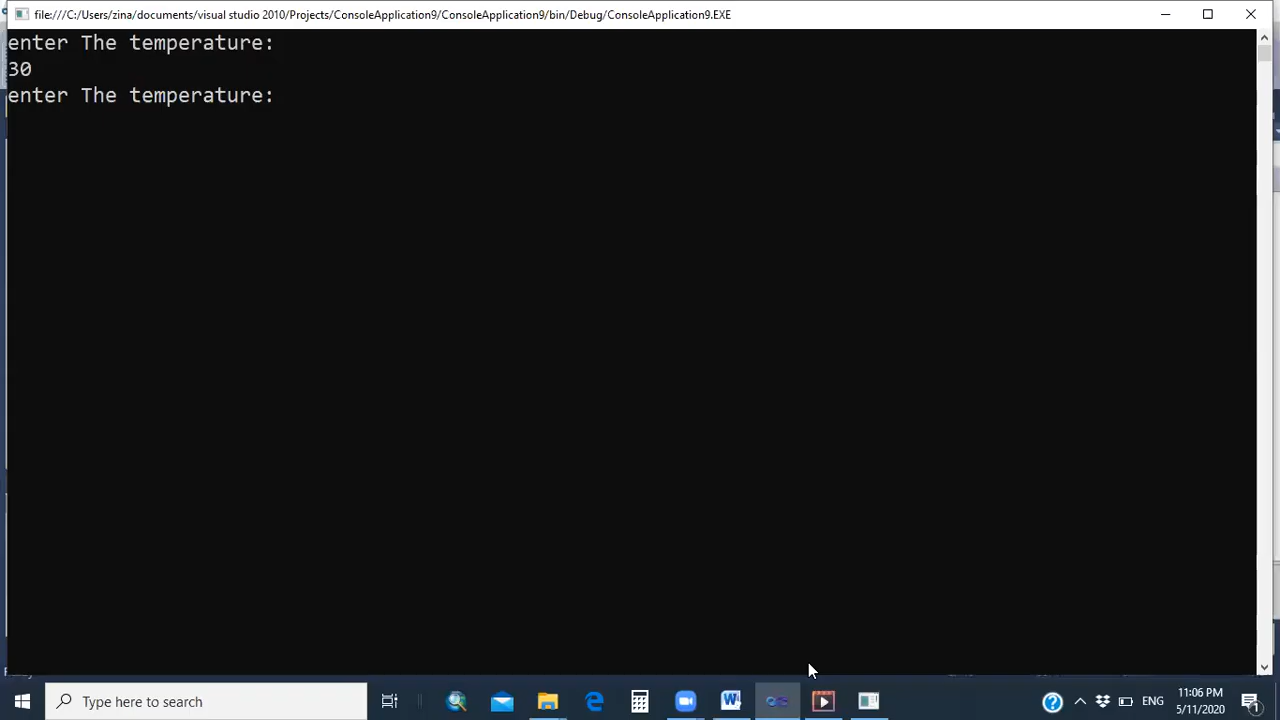 file:///C:/Users/zina/documents/visual studio 2010/Projects/ConsoleApplication9/ConsoleApplication9/bin/Debug/ConsoleApplication9.EXE
enter The temperature:
30
enter The temperature:
Type here to search
ENG
11:06 PM
5/11/2020
1